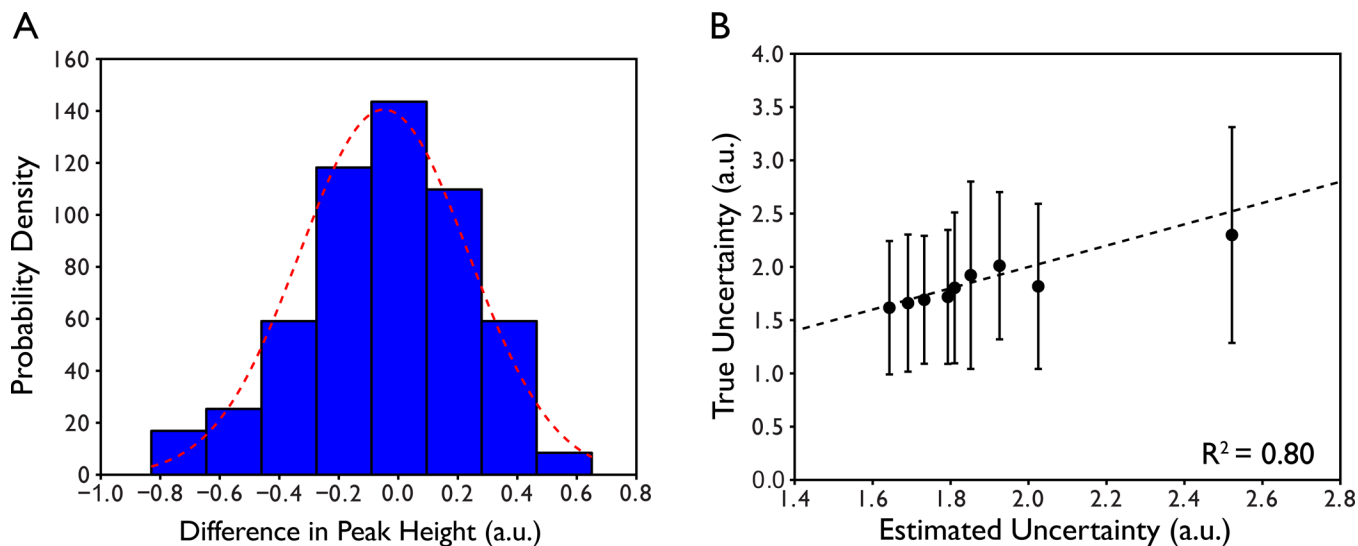 A
160
140
120
100
80
60
40
20
0
−1.0 −0.8 −0.6 −0.4 −0.2 0.0 0.2 0.4 0.6 0.8
Probability Density
Difference in Peak Height (a.u.)
B
4.0
3.5
3.0
2.5
2.0
1.5
1.0
0.5
0.0
1.4 1.6 1.8 2.0 2.2 2.4 2.6 2.8
True Uncertainty (a.u.)
Estimated Uncertainty (a.u.)
R² = 0.80